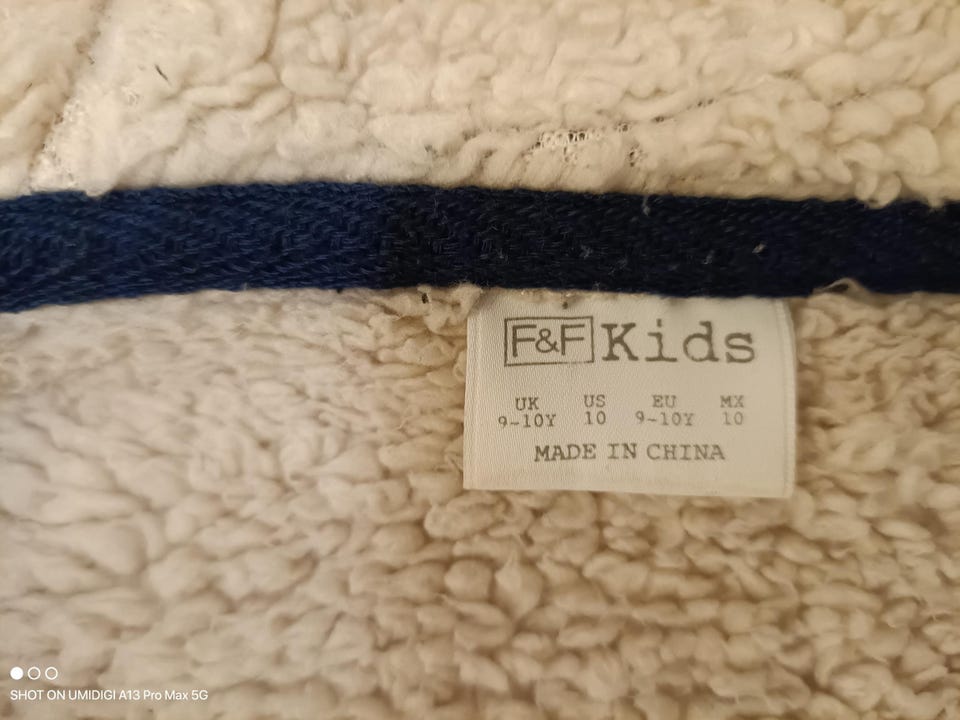 F&F Kids
UK US EU MX
9-10Y 10 9-10Y 10
MADE IN CHINA
SHOT ON UMIDIGI A13 Pro Max 5G